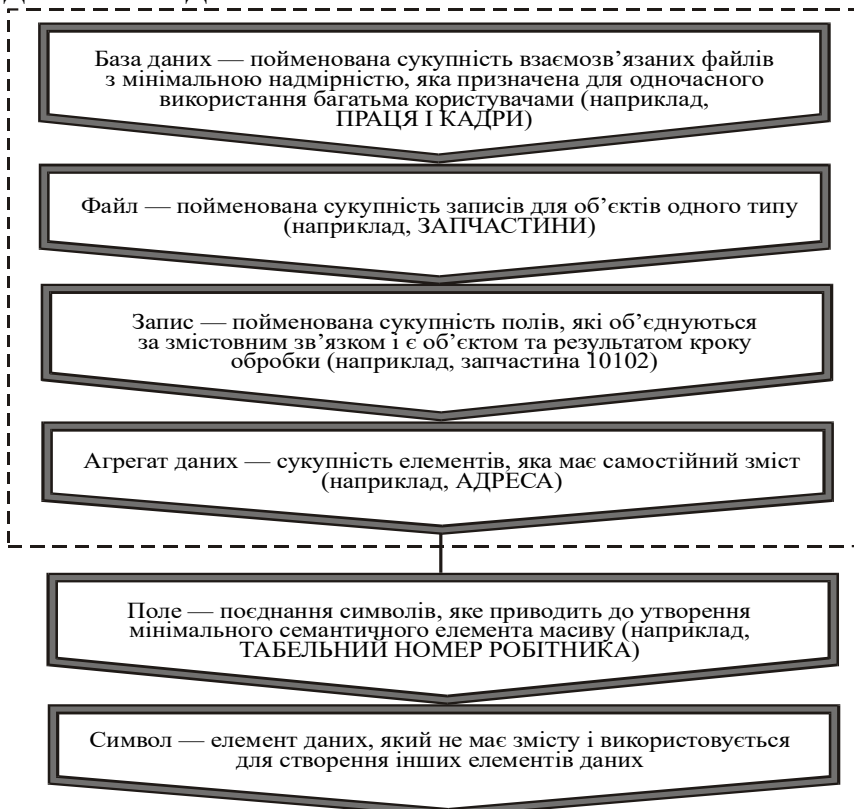 База даних — пойменована сукупність взаємозв’язаних файлів
з мінімальною надмірністю, яка призначена для одночасного
використання багатьма користувачами (наприклад,
ПРАЦЯ І КАДРИ)
Файл — пойменована сукупність записів для об’єктів одного типу
(наприклад, ЗАПЧАСТИНИ)
Запис — пойменована сукупність полів, які об’єднуються
за змістовним зв’язком і є об’єктом та результатом кроку
обробки (наприклад, запчастина 10102)
Агрегат даних — сукупність елементів, яка має самостійний зміст
(наприклад, АДРЕСА)
Поле — поєднання символів, яке приводить до утворення
мінімального семантичного елемента масиву (наприклад,
ТАБЕЛЬНИЙ НОМЕР РОБІТНИКА)
Символ — елемент даних, який не має змісту і використовується
для створення інших елементів даних